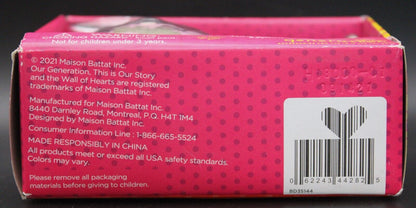 Not for children under 3 years.
© 2021 Maison Battat Inc.
Our Generation, This is Our Story
and the Wall of Hearts are registered
trademarks of Maison Battat Inc.
Manufactured for Maison Battat Inc.
8440 Darnley Road, Montreal, P.Q. H4T 1M4
Designed by Maison Battat Inc.
Consumer Information Line : 1-866-665-5524
MADE RESPONSIBLY IN CHINA
All products meet or exceed all USA safety standards.
Colors may vary.
Please remove all packaging
materials before giving to children.
0 62243 44282 5
BD35144